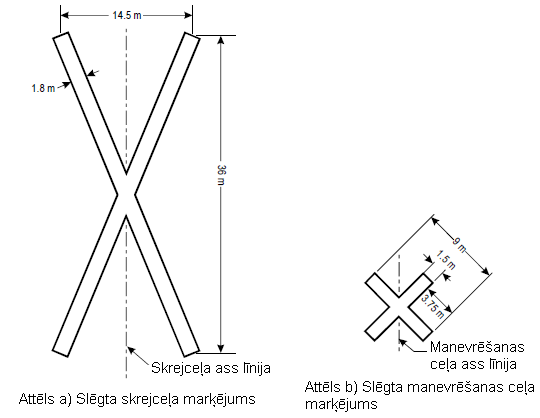 14.5 m
1.8 m
36 m
Skrejceļa ass līnija
Attēls a) Slēgta skrejceļa marķējums
9 m
1.5 m
3.75 m
Manevrēšanas
ceļa ass līnija
Attēls b) Slēgta manevrēšanas ceļa
marķējums